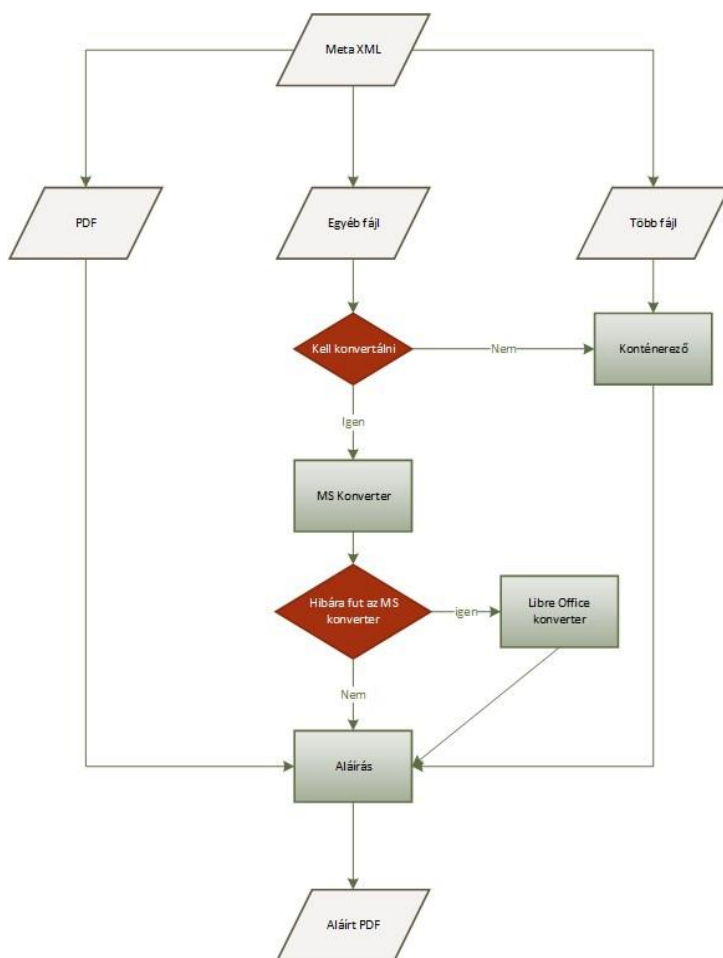 Meta XML
PDF
Egyéb fájl
Több fájl
Kell konvertálni
Nem
Konténerező
Igen
MS Konverter
Hibára fut az MS
konverter
igen
Libre Office
konverter
Nem
Aláírás
Aláírt PDF